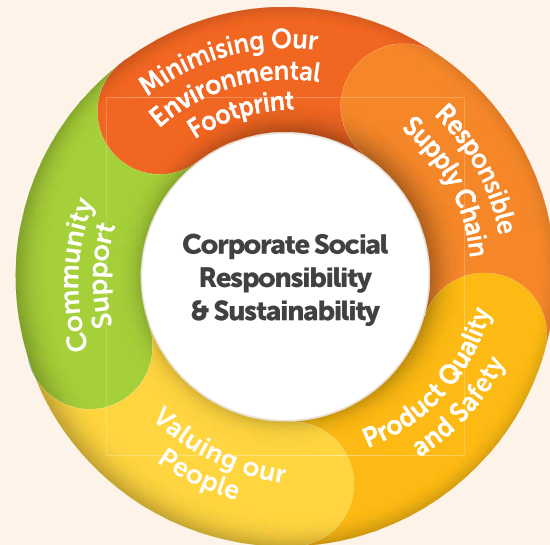 Minimising Our
Environmental
Footprint
Responsible
Supply Chain
Product Quality
and Safety
Valuing our
People
Community
Support
Corporate Social
Responsibility
& Sustainability